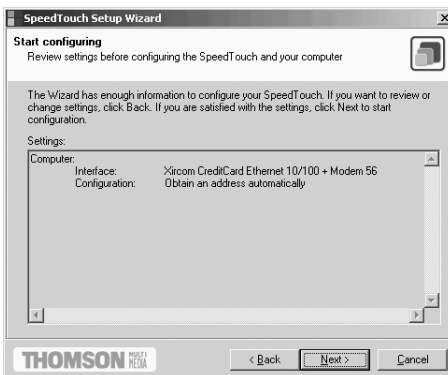 SpeedTouch Setup Wizard
Start configuring
Review settings before configuring the SpeedTouch and your computer
The Wizard has enough information to configure your SpeedTouch. If you want to review or
change settings, click Back. If you are satisfied with the settings, click Next to start
configuration.
Settings:
Computer:
Interface: Xircom CreditCard Ethernet 10/100 + Modem 56
Configuration: Obtain an address automatically
THOMSON MULTI MEDIA
< Back Next > Cancel